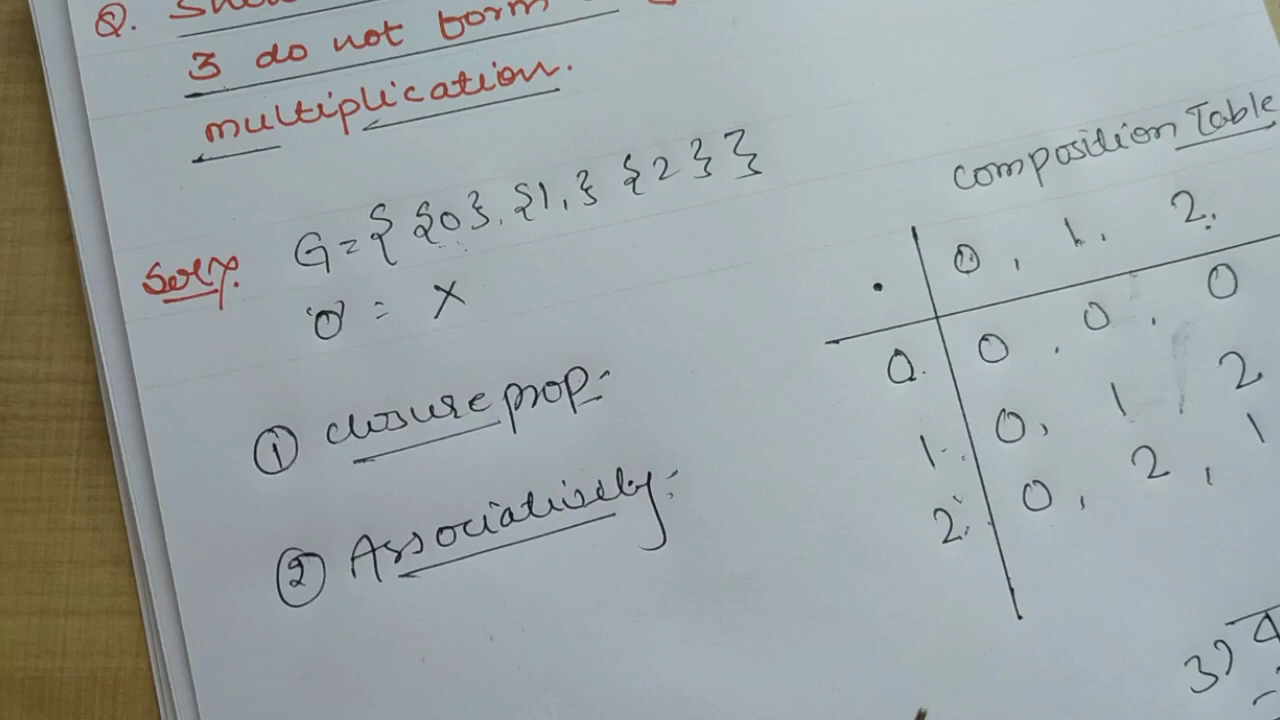 Q.
3 do not form
multiplication.
Soln. G = { {0}, {1,} {2} }
'0' = ×
① closure prop:-
② Associativity:-
Composition Table
. | 0, 1, 2.
0. | 0, 0, 0
1. | 0, 1, 2
2. | 0, 2, 1
3)